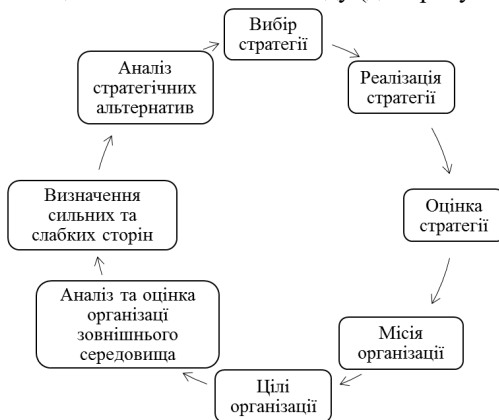 Вибір
стратегії
Реалізація
стратегії
Оцінка
стратегії
Місія
організації
Цілі
організації
Аналіз та оцінка
організації
зовнішнього
середовища
Визначення
сильних та
слабких сторін
Аналіз
стратегічних
альтернатив